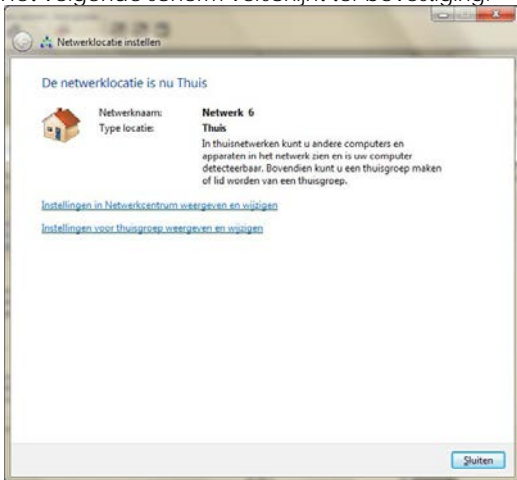 het volgende scherm verschijnt ter bevestiging.
Netwerklocatie instellen
De netwerklocatie is nu Thuis
Netwerknaam: Netwerk 6
Type locatie: Thuis
In thuisnetwerken kunt u andere computers en
apparaten in het netwerk zien en is uw computer
detecteerbaar. Bovendien kunt u een thuisgroep maken
of lid worden van een thuisgroep.
Instellingen in Netwerkcentrum weergeven en wijzigen
Instellingen voor thuisgroep weergeven en wijzigen
Sluiten